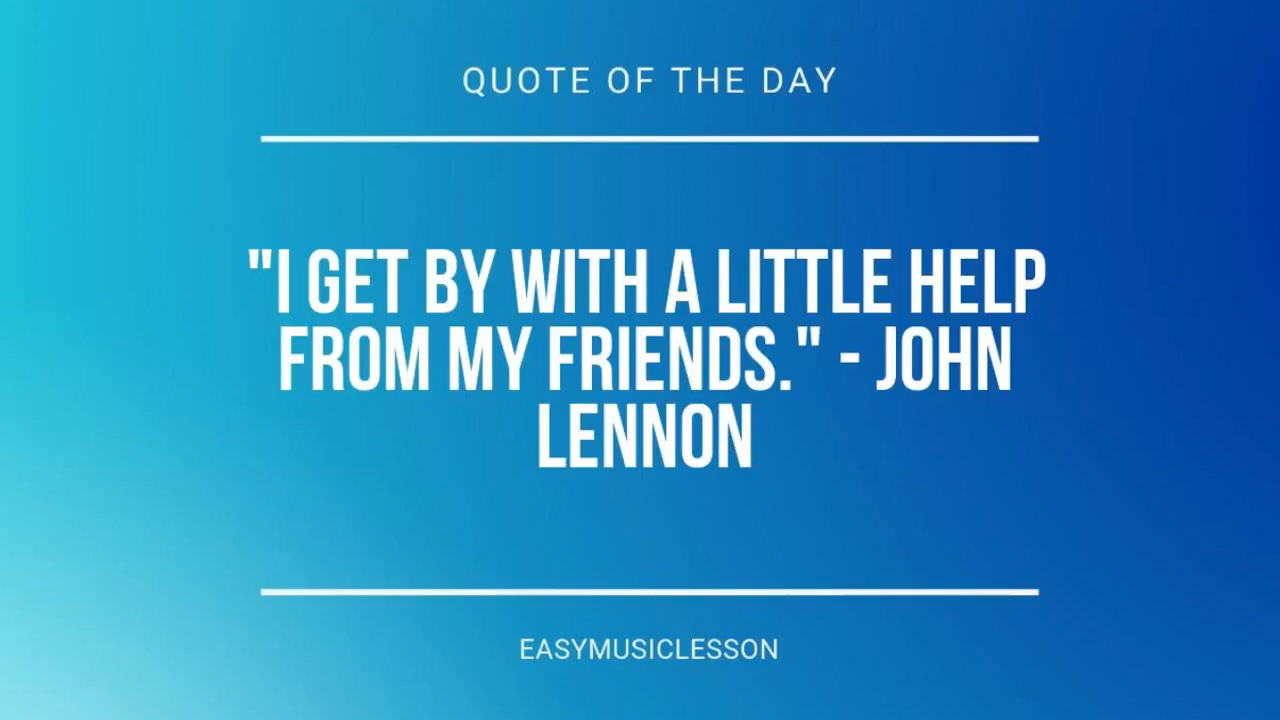 QUOTE OF THE DAY
"I GET BY WITH A LITTLE HELP
FROM MY FRIENDS." - JOHN
LENNON
EASYMUSICLESSON